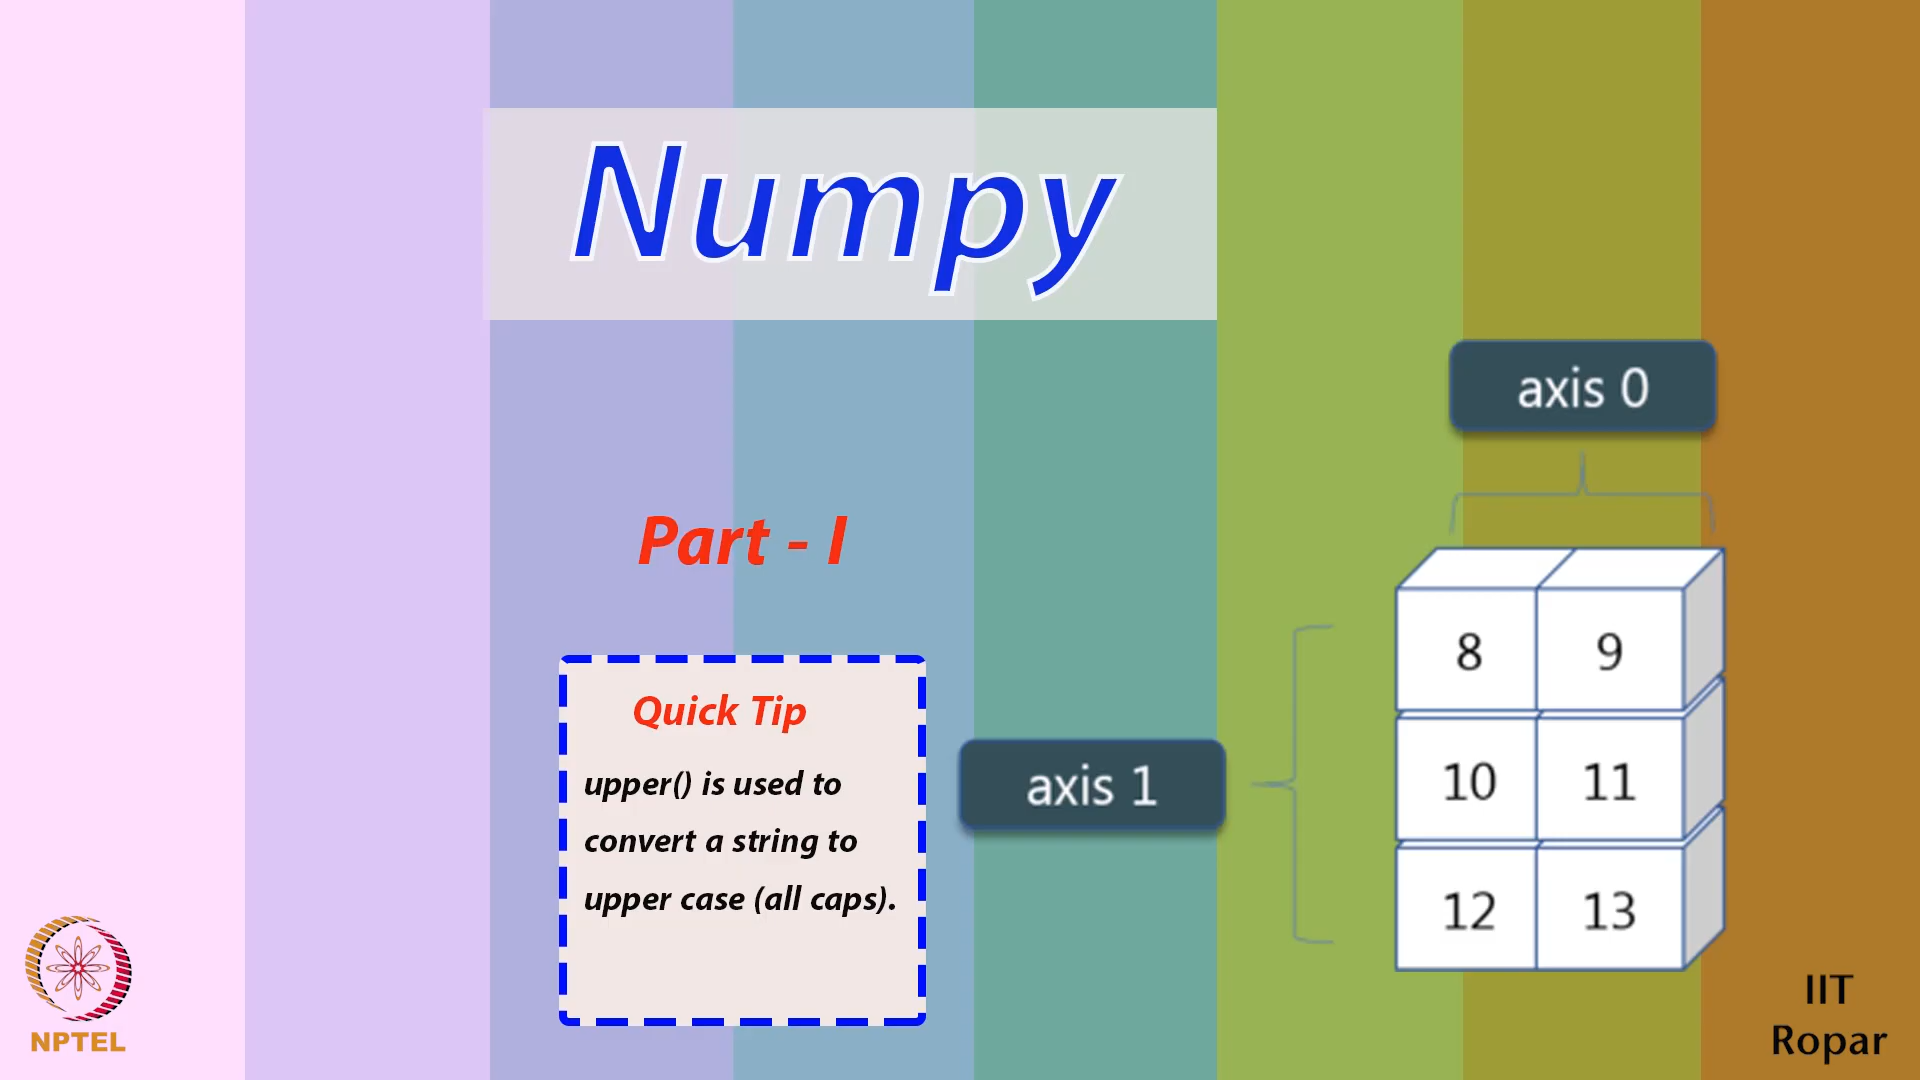 Numpy
Part - I
Quick Tip
upper() is used to
convert a string to
upper case (all caps).
axis 0
axis 1
8 9
10 11
12 13
NPTEL
IIT
Ropar